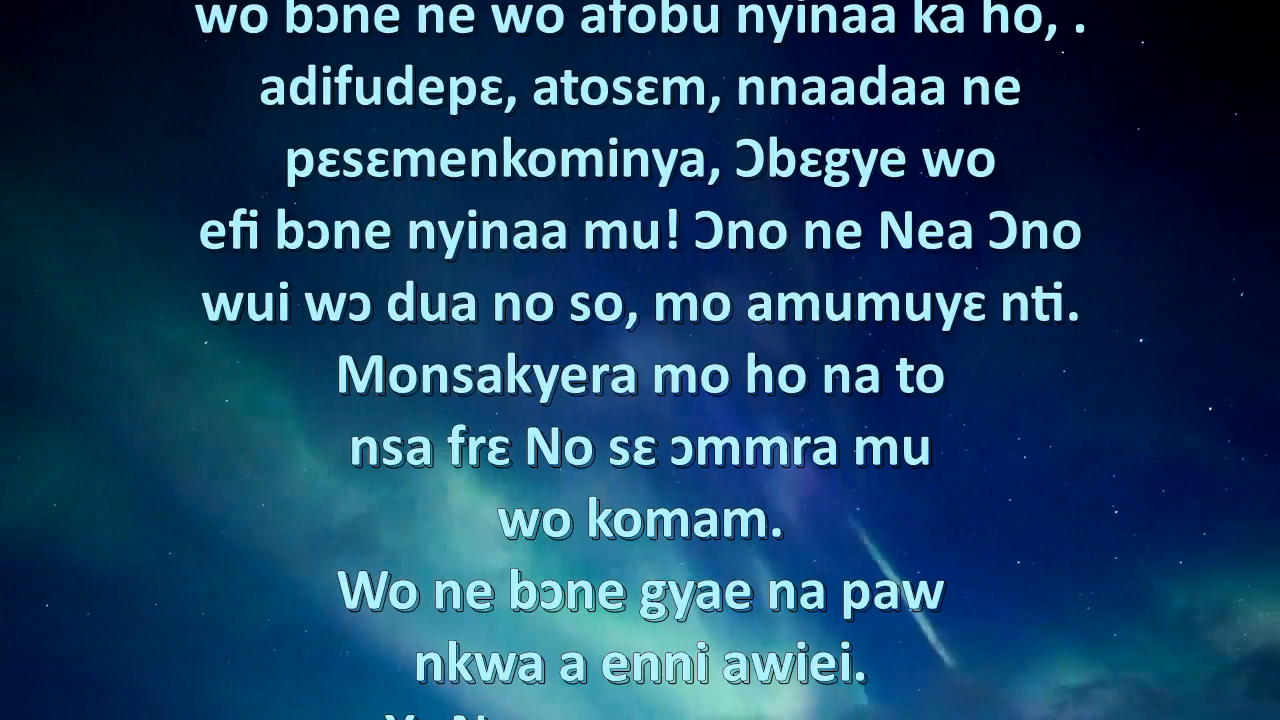 wo bɔne ne wo afobu nyinaa ka ho, .
adifudepɛ, atosɛm, nnaadaa ne
pɛsɛmenkominya, Ɔbɛgye wo
efi bɔne nyinaa mu! Ɔno ne Nea Ɔno
wui wɔ dua no so, mo amumuyɛ nti.
Monsakyera mo ho na to
nsa frɛ No sɛ ɔmmra mu
wo komam.
Wo ne bɔne gyae na paw
nkwa a enni awiei.